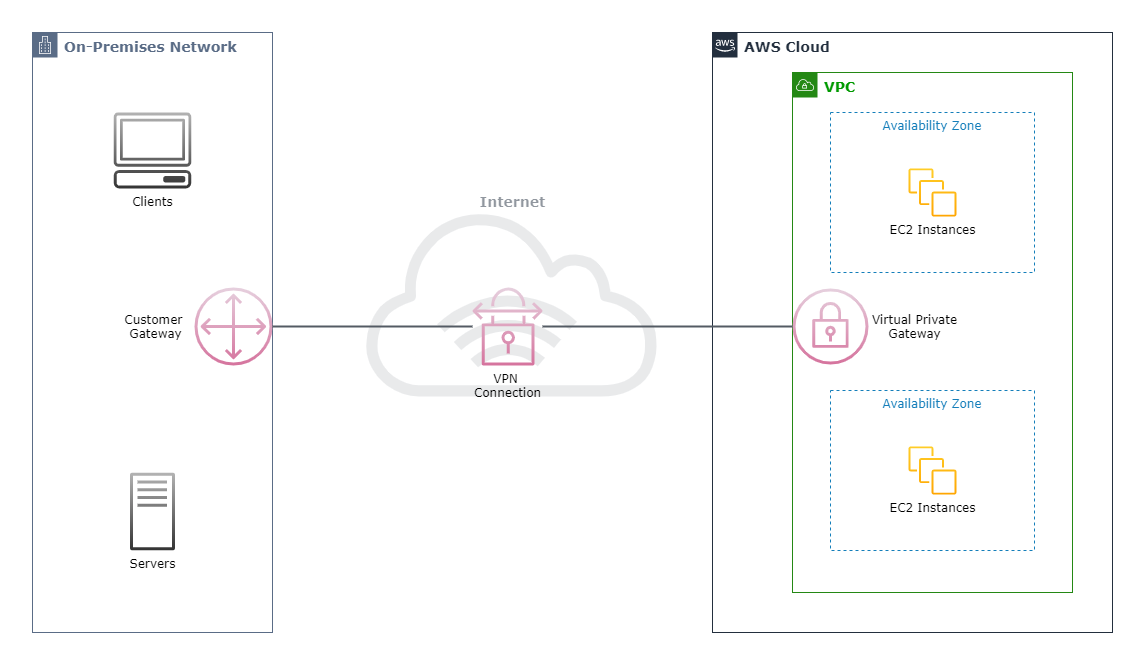 On-Premises Network
aws
AWS Cloud
VPC
Availability Zone
Clients
Internet
EC2 Instances
Customer
Gateway
Virtual Private
Gateway
VPN
Connection
Availability Zone
EC2 Instances
Servers